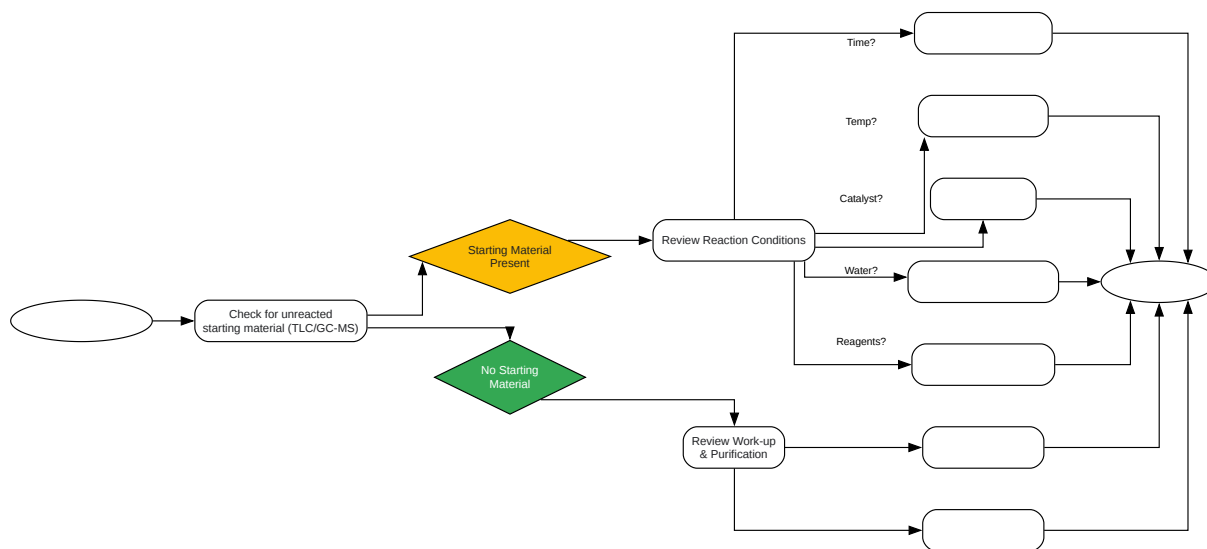 Time?
Temp?
Catalyst?
Starting Material
Present
Review Reaction Conditions
Water?
Check for unreacted
starting material (TLC/GC-MS)
Reagents?
No Starting
Material
Review Work-up
& Purification